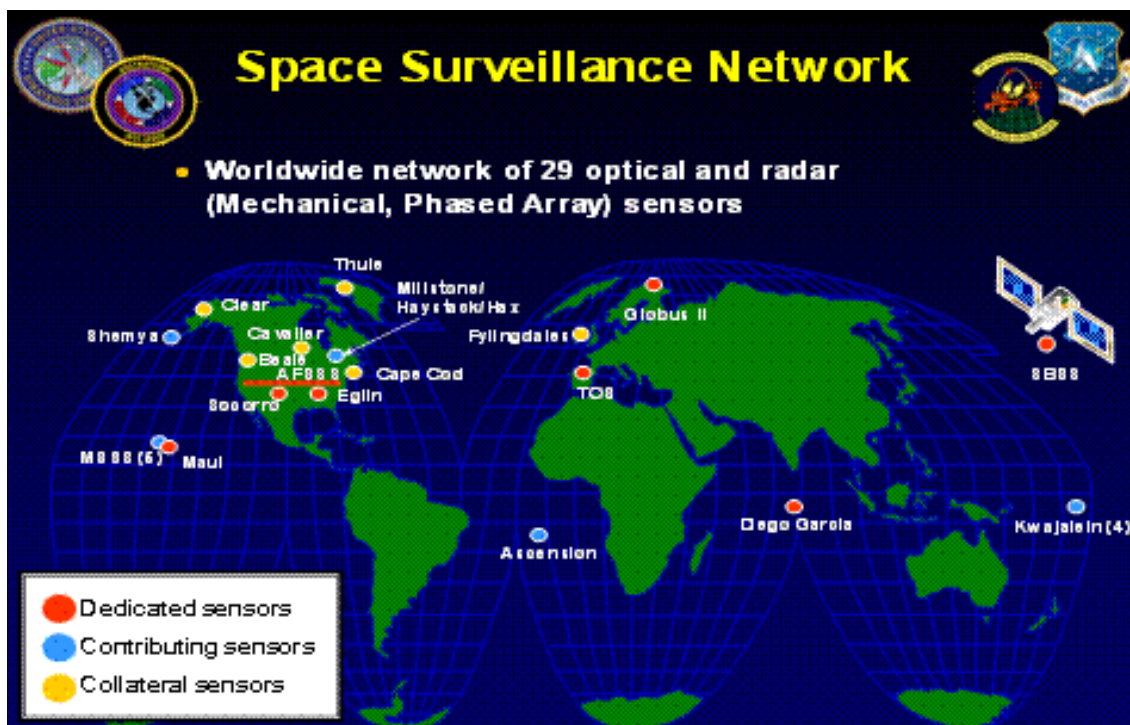 Space Surveillance Network
Worldwide network of 29 optical and radar
(Mechanical, Phased Array) sensors
Thule
Millstone/
Haystack/Hax
Clear
Globus II
Shemya
Cavalier
Fylingdales
Beale
AFSSS
Cape Cod
SBSS
TOS
Socorro
Eglin
MSSS (6)
Maui
Diego Garcia
Kwajalein (4)
Ascension
Dedicated sensors
Contributing sensors
Collateral sensors